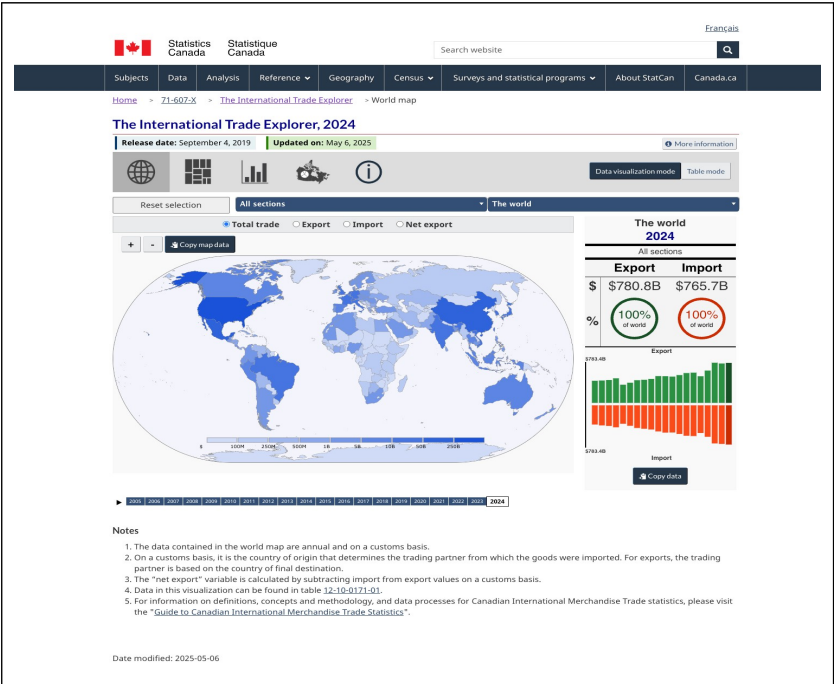 Français
Statistics Canada
Statistique Canada
Search website
Subjects Data Analysis Reference Geography Census Surveys and statistical programs About StatCan Canada.ca
Home > 71-607-X > The International Trade Explorer > World map
The International Trade Explorer, 2024
Release date: September 4, 2019 Updated on: May 6, 2025 More information
Data visualization mode Table mode
Reset selection All sections The world
Total trade Export Import Net export
+ - Copy map data
The world
2024
All sections
Export Import
$ $780.8B $765.7B
% 100% of world 100% of world
Export
$783.4B
$783.4B
Import
Copy data
$ 100M 250M 500M 1B 5B 10B 50B 250B
2005 2006 2007 2008 2009 2010 2011 2012 2013 2014 2015 2016 2017 2018 2019 2020 2021 2022 2023 2024
Notes
1. The data contained in the world map are annual and on a customs basis.
2. On a customs basis, it is the country of origin that determines the trading partner from which the goods were imported. For exports, the trading
partner is based on the country of final destination.
3. The "net export" variable is calculated by subtracting import from export values on a customs basis.
4. Data in this visualization can be found in table 12-10-0171-01.
5. For information on definitions, concepts and methodology, and data processes for Canadian International Merchandise Trade statistics, please visit
the "Guide to Canadian International Merchandise Trade Statistics".
Date modified: 2025-05-06